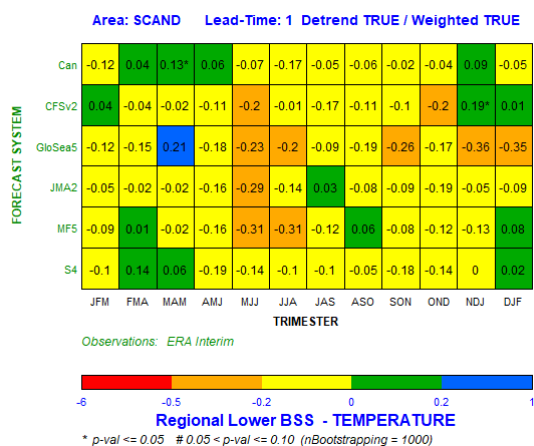 Area: SCAND Lead-Time: 1 Detrend TRUE / Weighted TRUE
FORECAST SYSTEM
Can -0.12 0.04 0.13* 0.06 -0.07 -0.17 -0.05 -0.06 -0.02 -0.04 0.09 -0.05
CFSv2 0.04 -0.04 -0.02 -0.11 -0.2 -0.01 -0.17 -0.11 -0.1 -0.2 0.19* 0.01
GloSea5 -0.12 -0.15 0.21 -0.18 -0.23 -0.2 -0.09 -0.19 -0.26 -0.17 -0.36 -0.35
JMA2 -0.05 -0.02 -0.02 -0.16 -0.29 -0.14 0.03 -0.08 -0.09 -0.19 -0.05 -0.09
MF5 -0.09 0.01 -0.02 -0.16 -0.31 -0.31 -0.12 0.06 -0.08 -0.12 -0.13 0.08
S4 -0.1 0.14 0.06 -0.19 -0.14 -0.1 -0.1 -0.05 -0.18 -0.14 0 0.02
JFM FMA MAM AMJ MJJ JJA JAS ASO SON OND NDJ DJF
TRIMESTER
Observations: ERA Interim
-6 -0.5 -0.2 0 0.2 1
Regional Lower BSS - TEMPERATURE
* p-val <= 0.05 # 0.05 < p-val <= 0.10 (nBootstrapping = 1000)